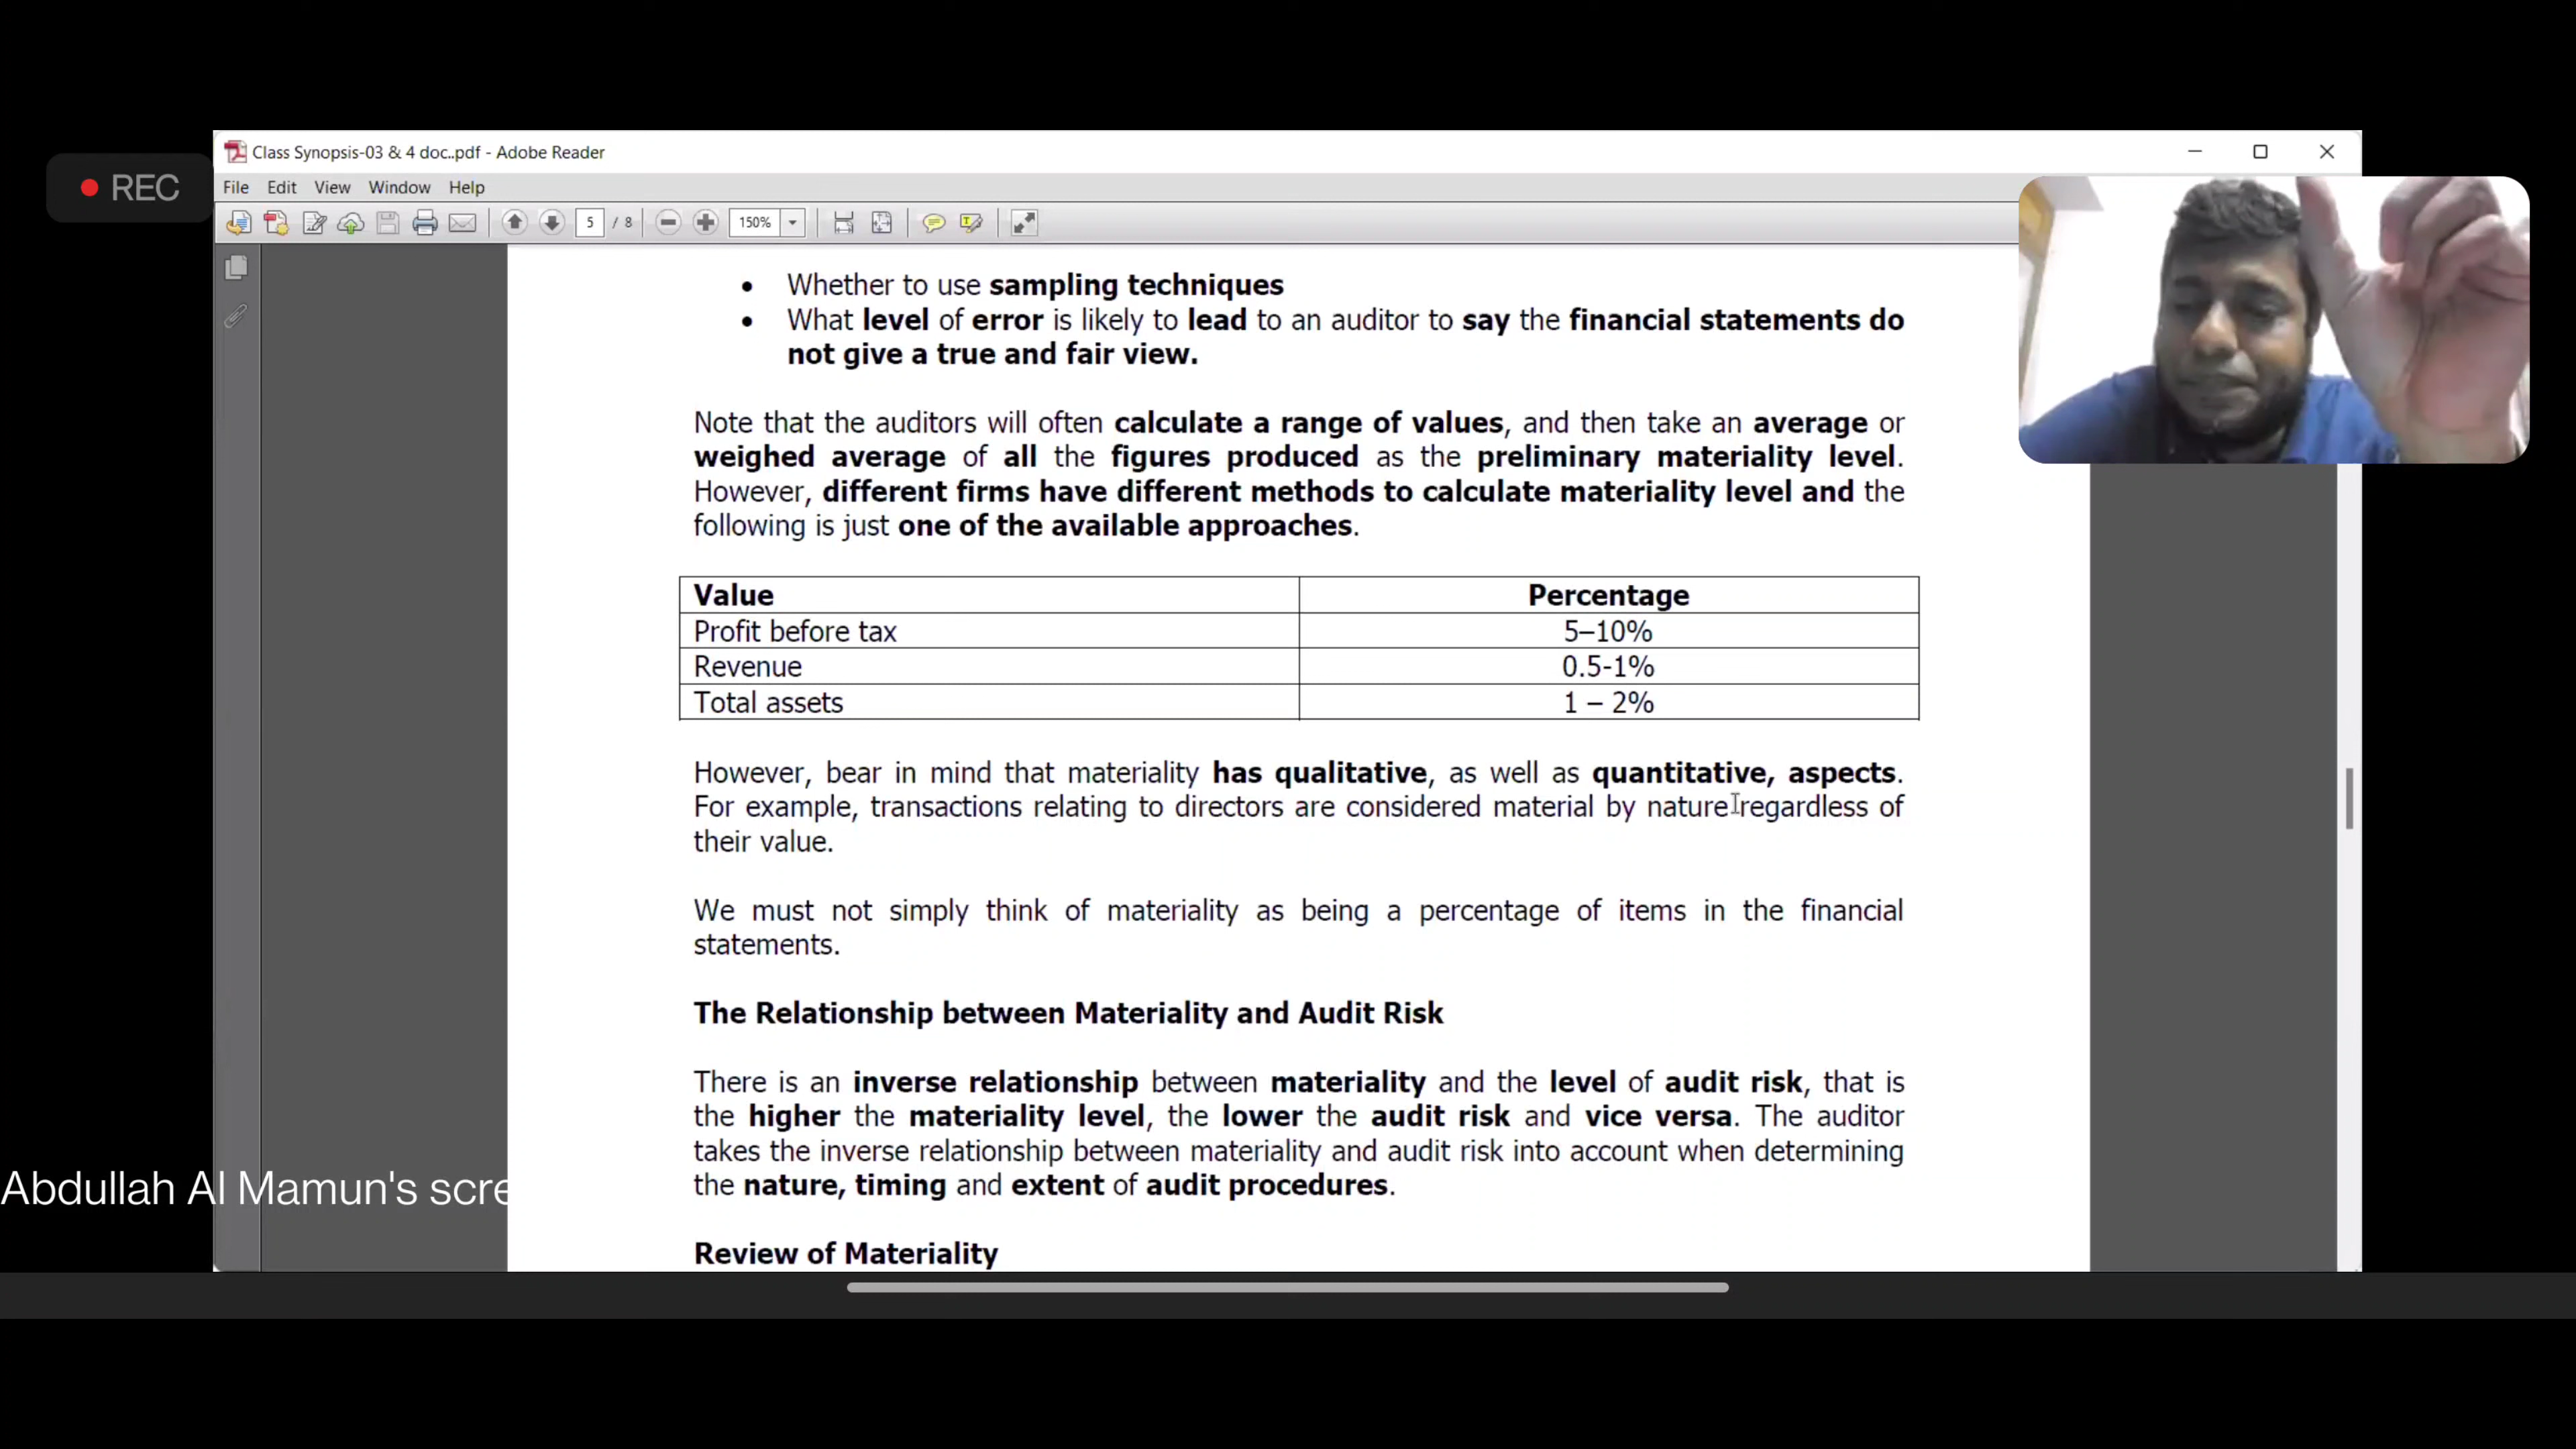 Class Synopsis-03 & 4 doc..pdf - Adobe Reader
REC
File Edit View Window Help
5 / 8 150%
• Whether to use sampling techniques
• What level of error is likely to lead to an auditor to say the financial statements do
not give a true and fair view.
Note that the auditors will often calculate a range of values, and then take an average or
weighed average of all the figures produced as the preliminary materiality level.
However, different firms have different methods to calculate materiality level and the
following is just one of the available approaches.
Value Percentage
Profit before tax 5–10%
Revenue 0.5-1%
Total assets 1 – 2%
However, bear in mind that materiality has qualitative, as well as quantitative, aspects.
For example, transactions relating to directors are considered material by nature regardless of
their value.
We must not simply think of materiality as being a percentage of items in the financial
statements.
The Relationship between Materiality and Audit Risk
There is an inverse relationship between materiality and the level of audit risk, that is
the higher the materiality level, the lower the audit risk and vice versa. The auditor
takes the inverse relationship between materiality and audit risk into account when determining
the nature, timing and extent of audit procedures.
Abdullah Al Mamun's scre
Review of Materiality